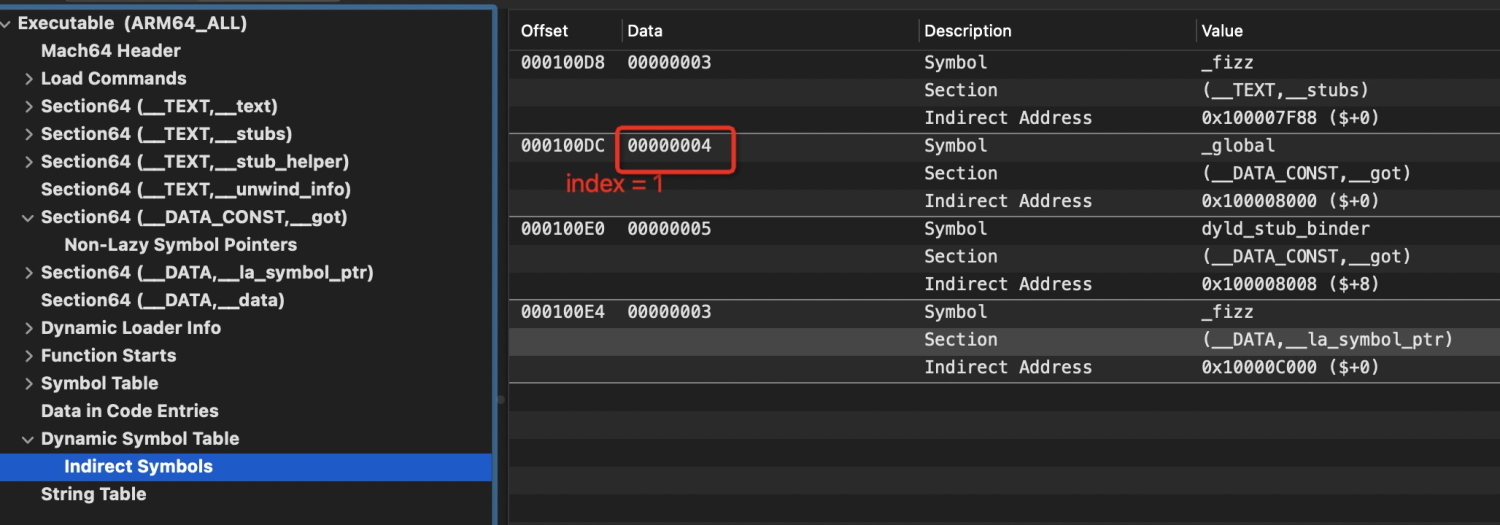 Executable (ARM64_ALL)
Mach64 Header
Load Commands
Section64 (__TEXT,__text)
Section64 (__TEXT,__stubs)
Section64 (__TEXT,__stub_helper)
Section64 (__TEXT,__unwind_info)
Section64 (__DATA_CONST,__got)
Non-Lazy Symbol Pointers
Section64 (__DATA,__la_symbol_ptr)
Section64 (__DATA,__data)
Dynamic Loader Info
Function Starts
Symbol Table
Data in Code Entries
Dynamic Symbol Table
Indirect Symbols
String Table
Offset Data Description Value
000100D8 00000003 Symbol _fizz
Section (__TEXT,__stubs)
Indirect Address 0x100007F88 ($+0)
000100DC 00000004 Symbol _global
index = 1 Section (__DATA_CONST,__got)
Indirect Address 0x100008000 ($+0)
000100E0 00000005 Symbol dyld_stub_binder
Section (__DATA_CONST,__got)
Indirect Address 0x100008008 ($+8)
000100E4 00000003 Symbol _fizz
Section (__DATA,__la_symbol_ptr)
Indirect Address 0x10000C000 ($+0)